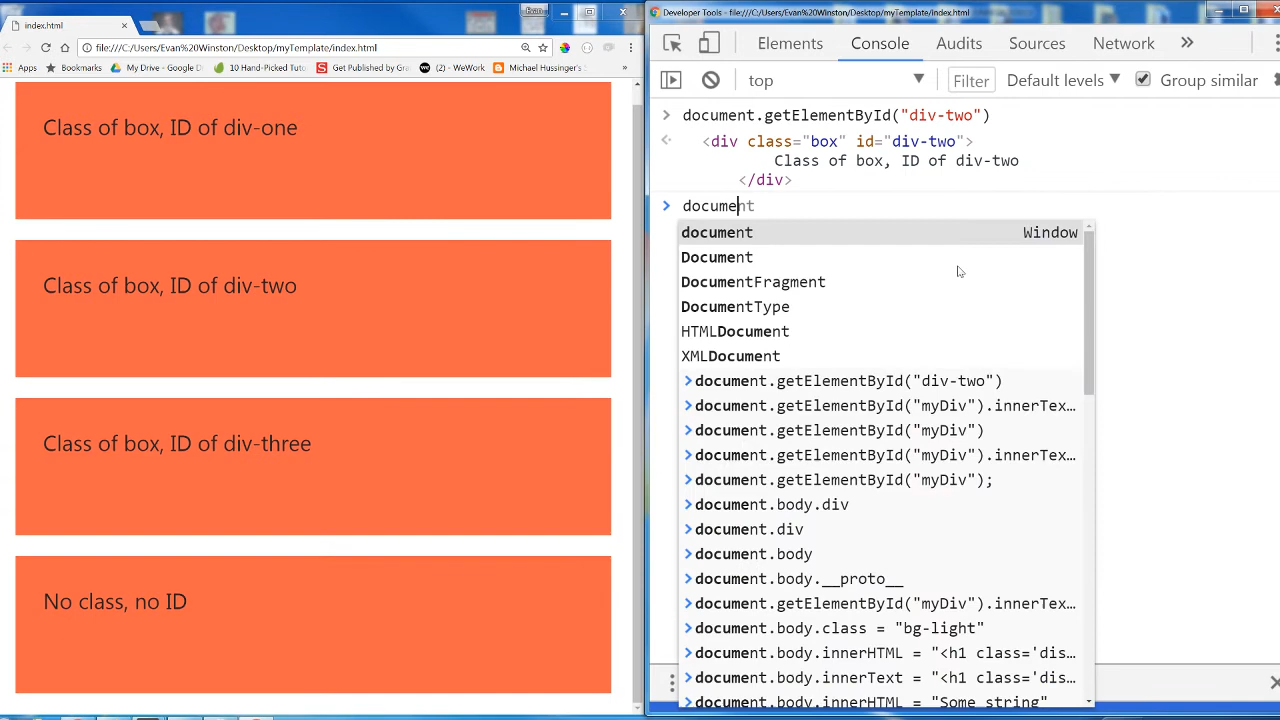 index.html
Evan
Developer Tools - file:///C:/Users/Evan%20Winston/Desktop/myTemplate/index.html
file:///C:/Users/Evan%20Winston/Desktop/myTemplate/index.html
Elements Console Audits Sources Network
Apps Bookmarks My Drive - Google D 10 Hand-Picked Tuto Get Published by Gra (2) - WeWork Michael Hussinger's S
top Filter Default levels Group similar
Class of box, ID of div-one
Class of box, ID of div-two
Class of box, ID of div-three
No class, no ID
document.getElementById("div-two")
<div class="box" id="div-two">
Class of box, ID of div-two
</div>
document
document Window
Document
DocumentFragment
DocumentType
HTMLDocument
XMLDocument
document.getElementById("div-two")
document.getElementById("myDiv").innerTex…
document.getElementById("myDiv")
document.getElementById("myDiv").innerTex…
document.getElementById("myDiv");
document.body.div
document.div
document.body
document.body.__proto__
document.getElementById("myDiv").innerTex…
document.body.class = "bg-light"
document.body.innerHTML = "<h1 class='dis…
document.body.innerText = "<h1 class='dis…
document.body.innerHTML = "Some string"